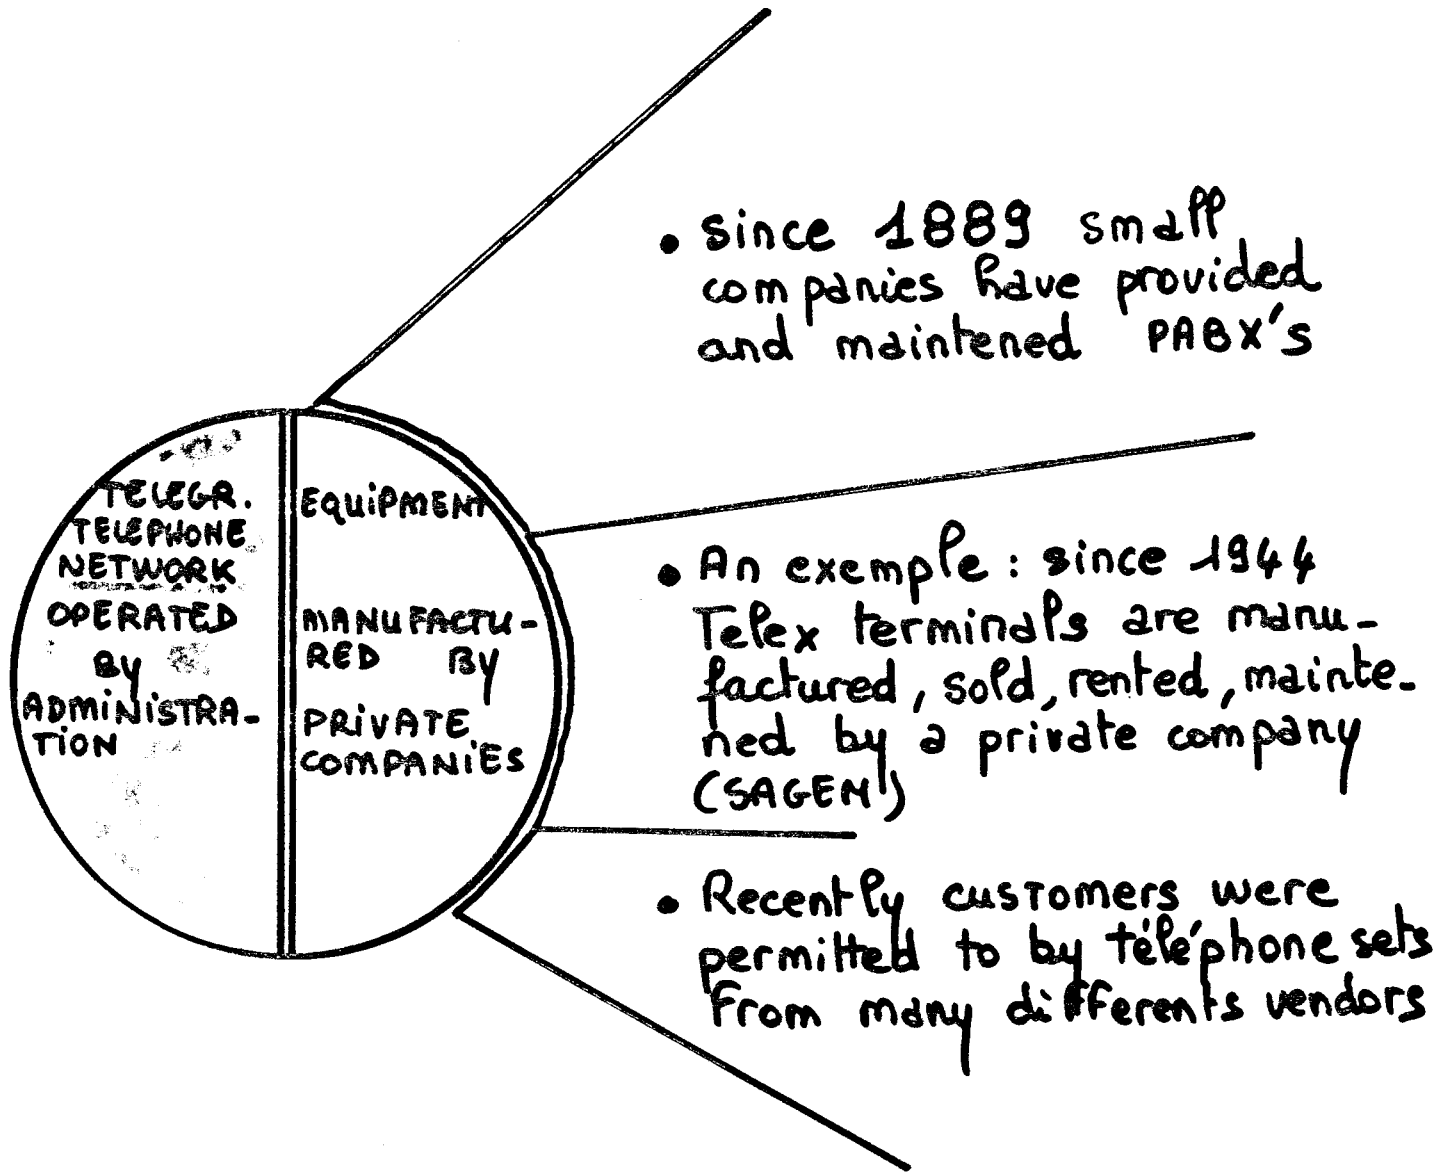 TELEGR.
TELEPHONE
NETWORK
OPERATED
By
ADMiNiSTRA-
TiON
EQUiPMENT
MANUFACTU-
RED BY
PRiVATE
COMPANiES
• since 1889 small
companies have provided
and maintened PABX's
• An exemple : since 1944
Telex terminals are manu-
factured, sold, rented, mainte-
ned by a private company
(SAGEM)
• Recently customers were
permitted to by téléphone sets
From many differents vendors